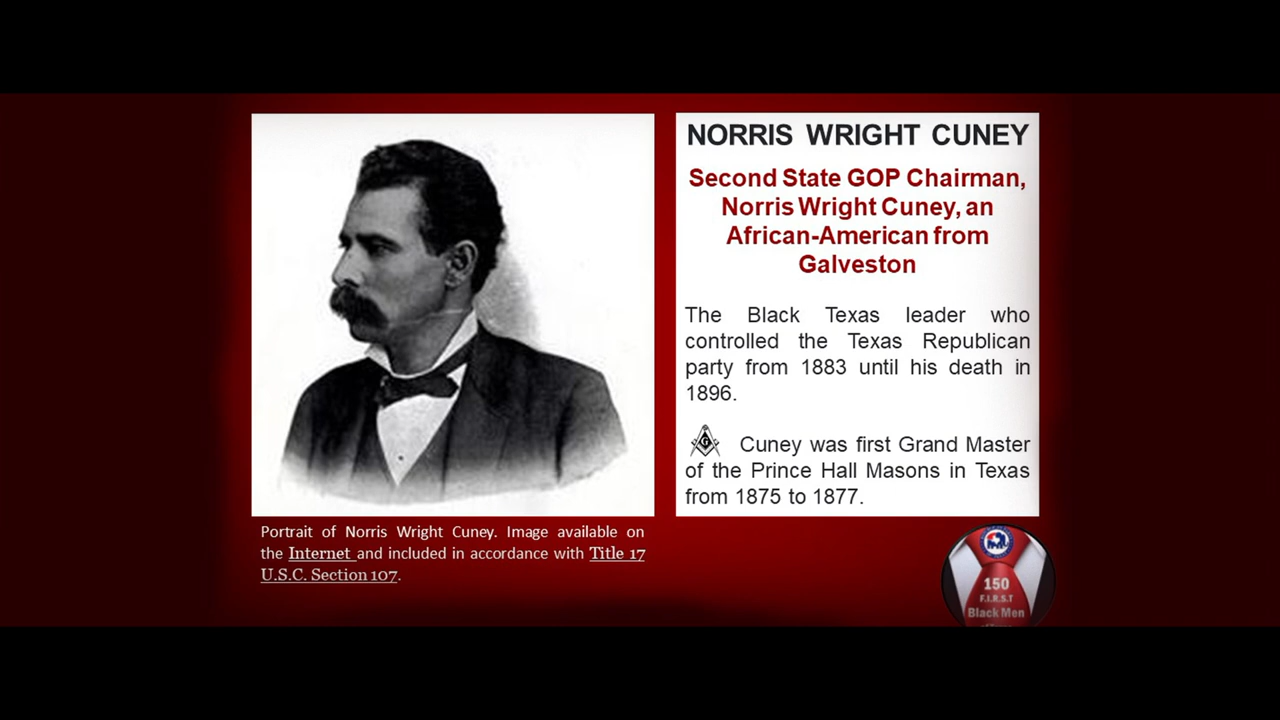 NORRIS WRIGHT CUNEY
Second State GOP Chairman,
Norris Wright Cuney, an
African-American from
Galveston
The Black Texas leader who
controlled the Texas Republican
party from 1883 until his death in
1896.
G Cuney was first Grand Master
of the Prince Hall Masons in Texas
from 1875 to 1877.
Portrait of Norris Wright Cuney. Image available on
the Internet and included in accordance with Title 17
U.S.C. Section 107.
150
F.I.R.S.T
Black Men